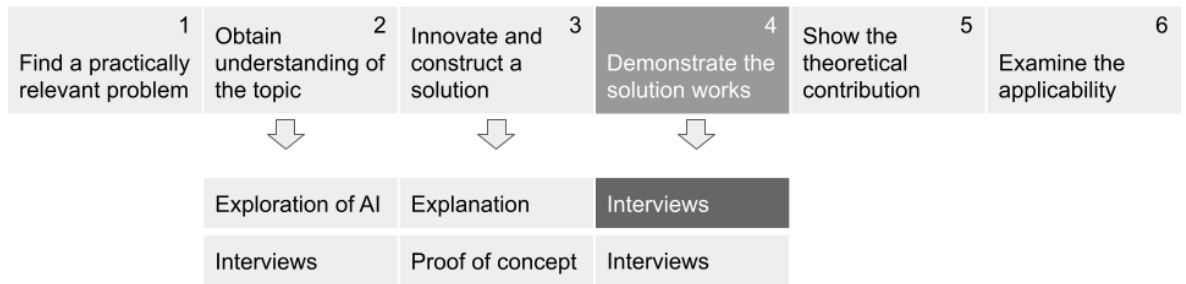 1
Find a practically
relevant problem
2
Obtain
understanding of
the topic
3
Innovate and
construct a
solution
4
Demonstrate the
solution works
5
Show the
theoretical
contribution
6
Examine the
applicability
Exploration of AI
Explanation
Interviews
Interviews
Proof of concept
Interviews